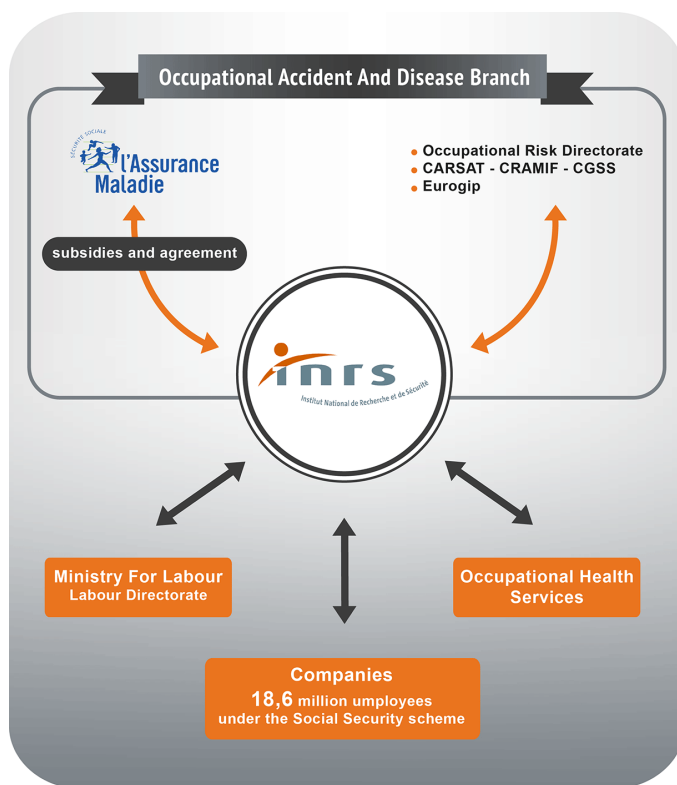 Occupational Accident And Disease Branch
SÉCURITÉ SOCIALE
l'Assurance
Maladie
• Occupational Risk Directorate
• CARSAT - CRAMIF - CGSS
• Eurogip
subsidies and agreement
inrs
Institut National de Recherche et de Sécurité
Ministry For Labour
Labour Directorate
Occupational Health
Services
Companies
18,6 million umployees
under the Social Security scheme